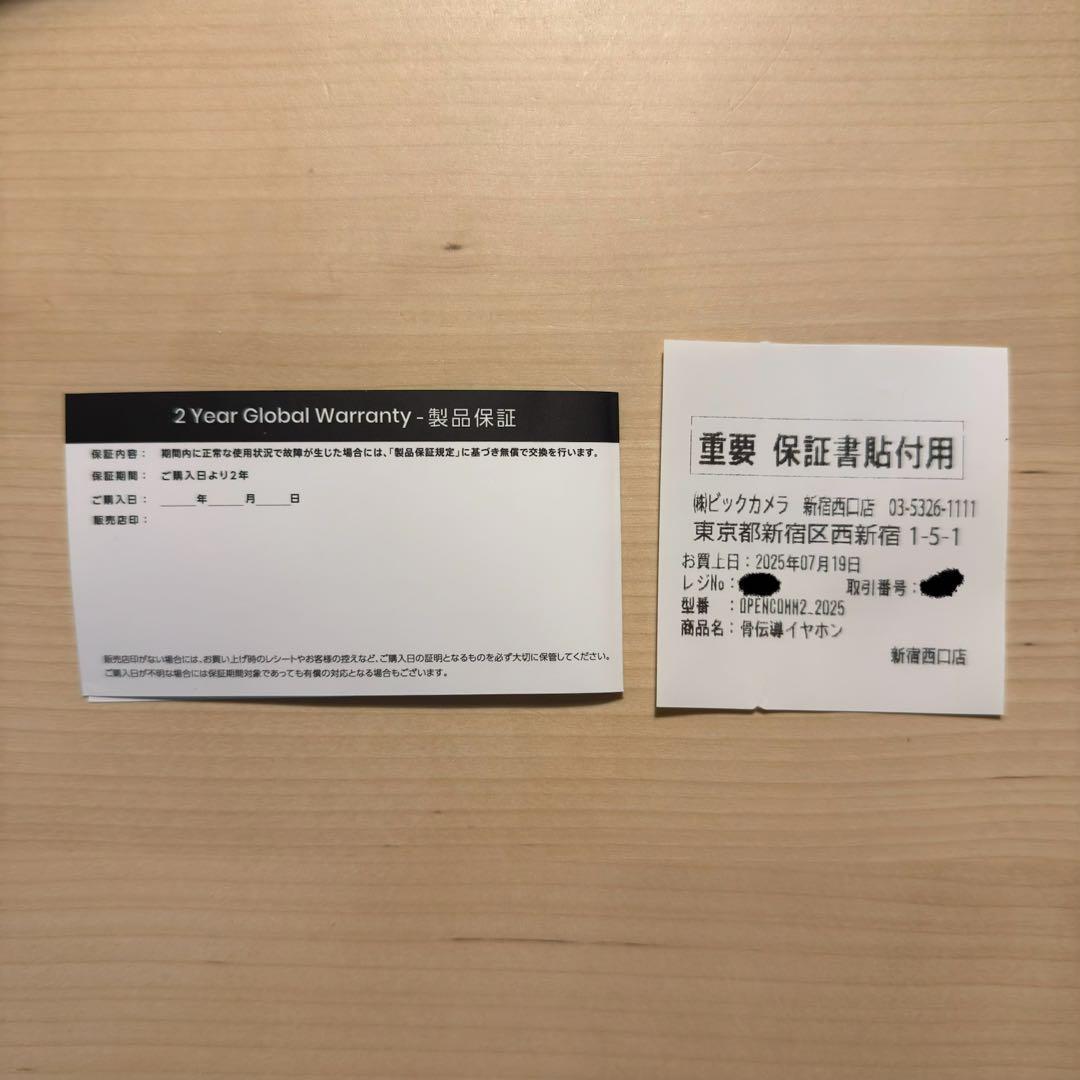 2 Year Global Warranty - 製品保証
保証内容： 期間内に正常な使用状況で故障が生じた場合には、「製品保証規定」に基づき無償で交換を行います。
保証期間： ご購入日より2年
ご購入日： ____年____月____日
販売店印：
販売店印がない場合には、お買い上げ時のレシートやお客様の控えなど、ご購入日の証明となるものを必ず大切に保管してください。
ご購入日が不明な場合には保証期間対象であっても有償の対応となる場合もございます。
重要 保証書貼付用
㈱ビックカメラ 新宿西口店 03-5326-1111
東京都新宿区西新宿 1-5-1
お買上日：2025年07月19日
レジNo： 取引番号：
型番 ：OPENCOMM2_2025
商品名：骨伝導イヤホン
新宿西口店